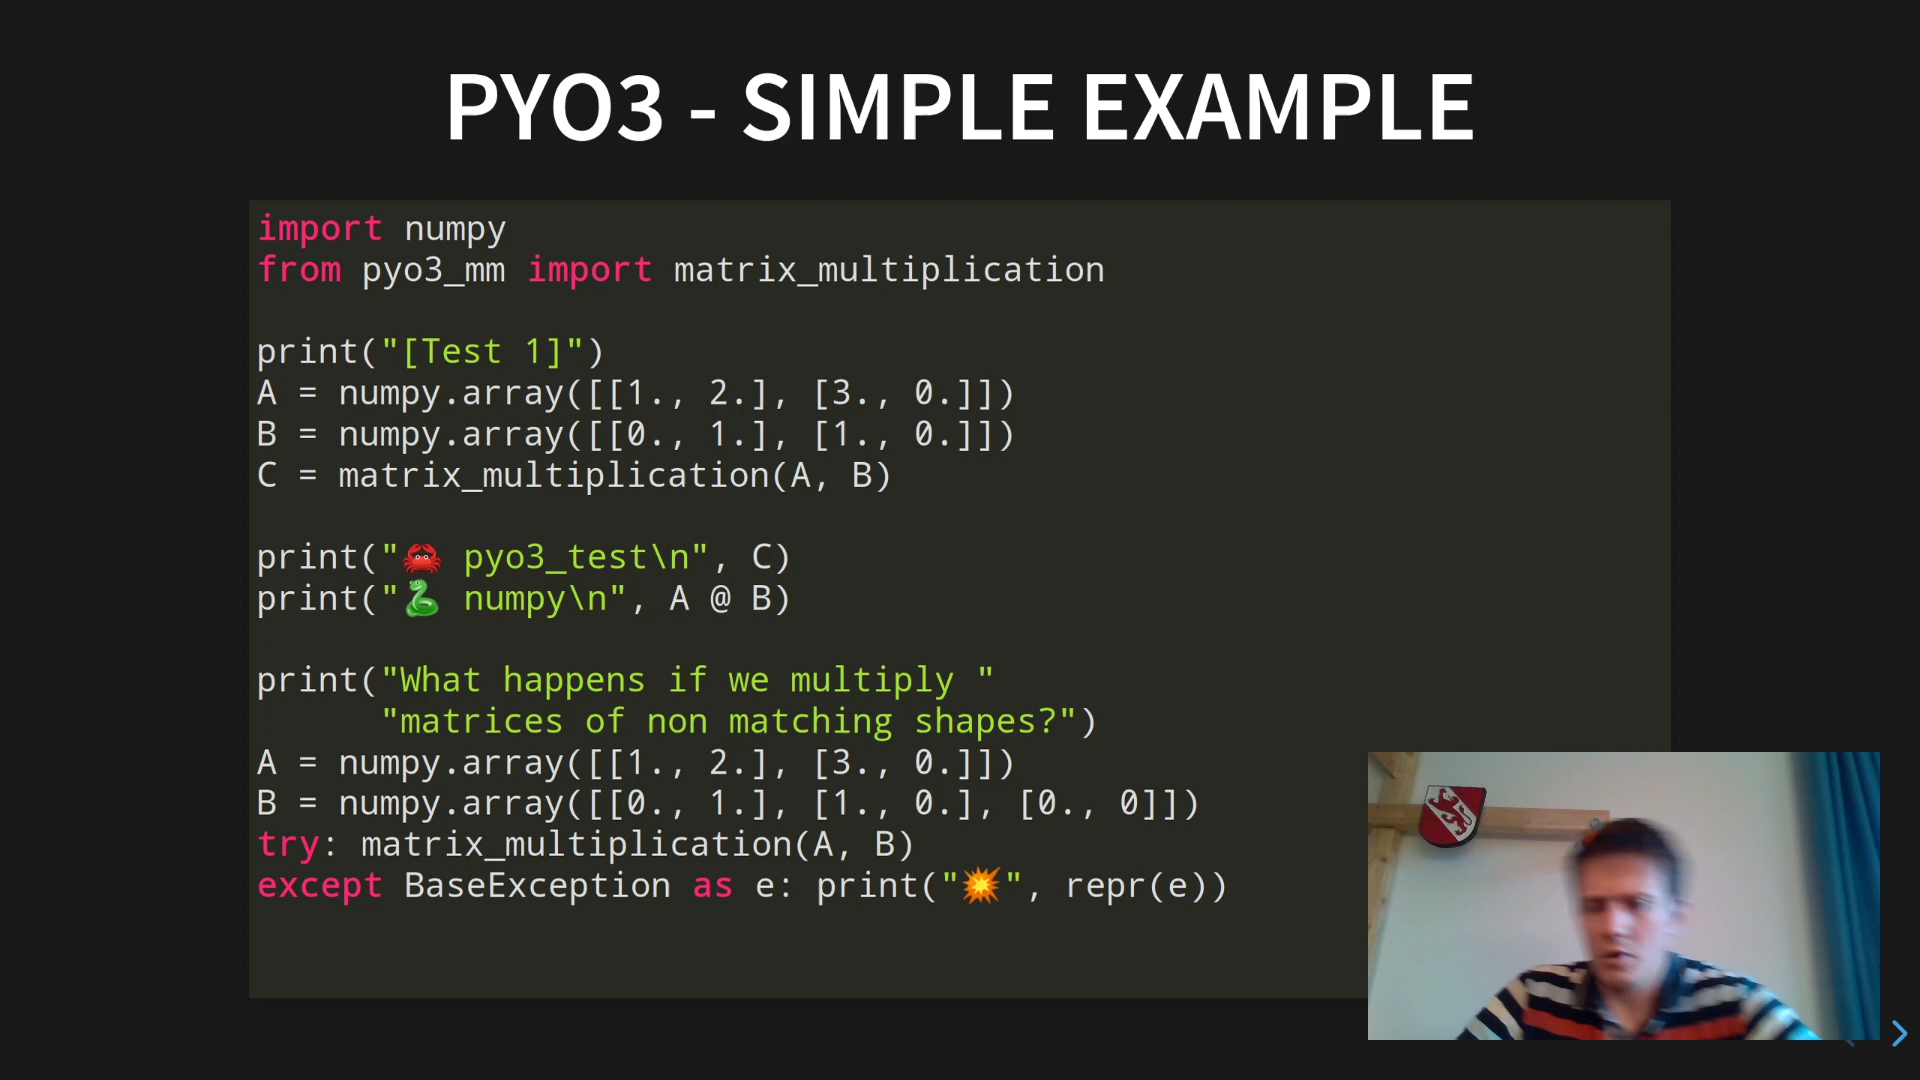 PYO3 - SIMPLE EXAMPLE
import numpy
from pyo3_mm import matrix_multiplication
print("[Test 1]")
A = numpy.array([[1., 2.], [3., 0.]])
B = numpy.array([[0., 1.], [1., 0.]])
C = matrix_multiplication(A, B)
print("🦀 pyo3_test\n", C)
print("🐍 numpy\n", A @ B)
print("What happens if we multiply "
"matrices of non matching shapes?")
A = numpy.array([[1., 2.], [3., 0.]])
B = numpy.array([[0., 1.], [1., 0.], [0., 0]])
try: matrix_multiplication(A, B)
except BaseException as e: print("💥", repr(e))